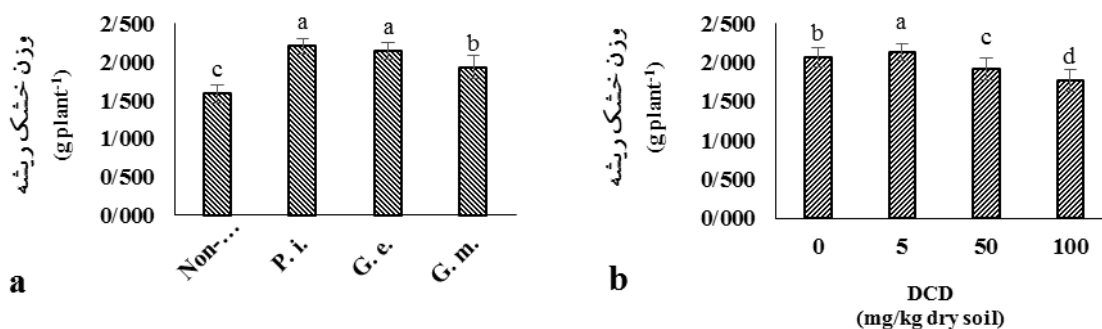 وزن خشک ریشه
(g plant-1)
2/500
2/000
1/500
1/000
0/500
0/000
c
a
a
b
Non-...
P. i.
G. e.
G. m.
a
وزن خشک ریشه
(g plant-1)
2/500
2/000
1/500
1/000
0/500
0/000
b
a
c
d
0
5
50
100
DCD
(mg/kg dry soil)
b